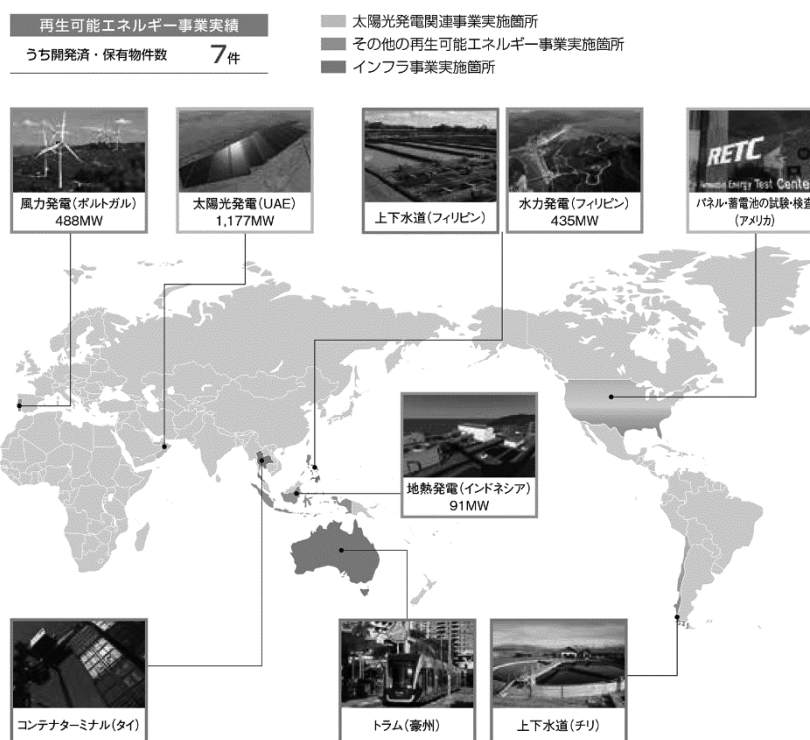 再生可能エネルギー事業実績
うち開発済・保有物件数 7件
太陽光発電関連事業実施箇所
その他の再生可能エネルギー事業実施箇所
インフラ事業実施箇所
風力発電（ポルトガル）
488MW
太陽光発電（UAE）
1,177MW
上下水道（フィリピン）
水力発電（フィリピン）
435MW
RETC
Renewable Energy Test Cente
パネル・蓄電池の試験・検査
（アメリカ）
地熱発電（インドネシア）
91MW
コンテナターミナル（タイ）
トラム（豪州）
上下水道（チリ）